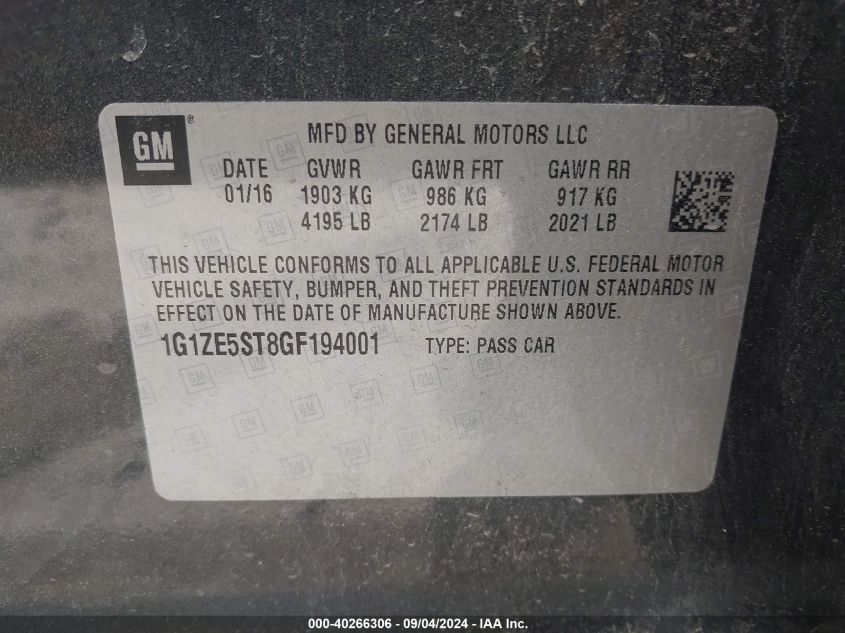 GM ®
MFD BY GENERAL MOTORS LLC
DATE GVWR GAWR FRT GAWR RR
01/16 1903 KG 986 KG 917 KG
4195 LB 2174 LB 2021 LB
THIS VEHICLE CONFORMS TO ALL APPLICABLE U.S. FEDERAL MOTOR
VEHICLE SAFETY, BUMPER, AND THEFT PREVENTION STANDARDS IN
EFFECT ON THE DATE OF MANUFACTURE SHOWN ABOVE.
1G1ZE5ST8GF194001 TYPE: PASS CAR
000-40266306 - 09/04/2024 - IAA Inc.